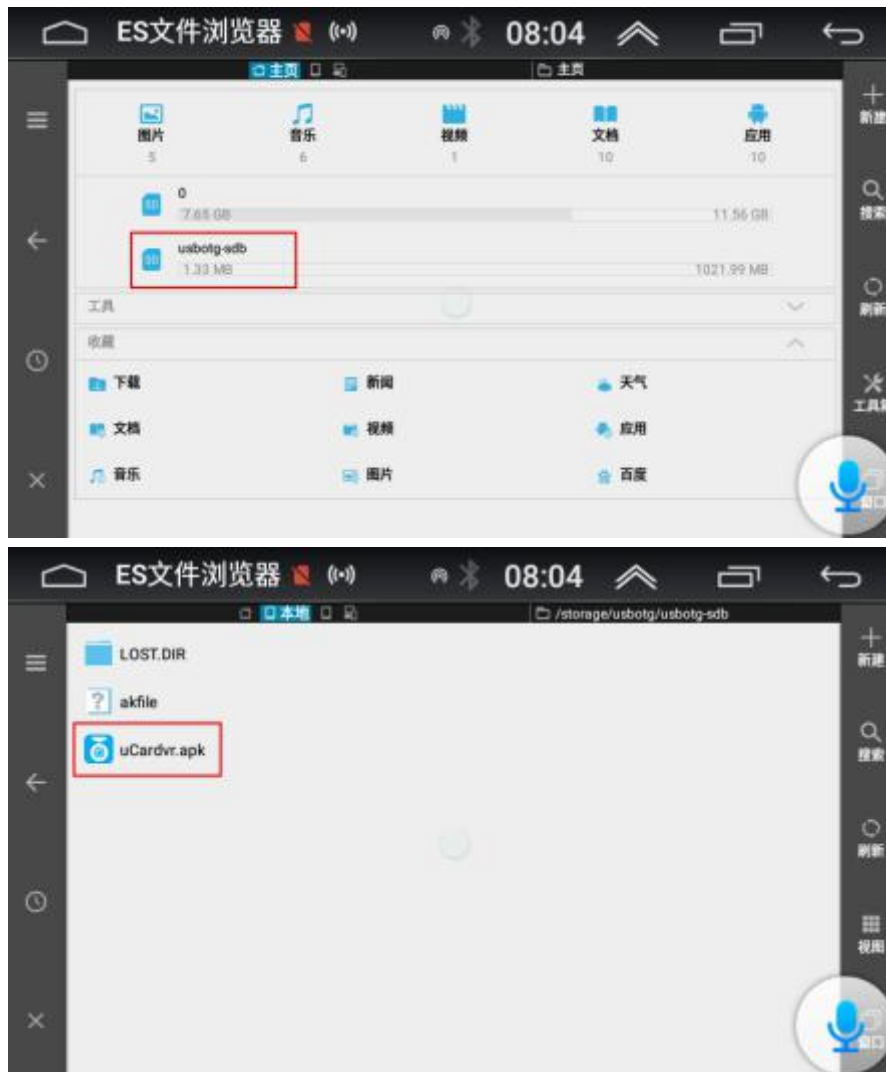 ES文件浏览器 08:04
主页 主页
新建
图片 音乐 视频 文档 应用
5 6 1 10 10
0
7.65 GB 11.56 GB
搜索
usbotg-sdb
1.33 MB 1021.99 MB
工具
刷新
收藏
下载 新闻 天气
工具
文档 视频 应用
音乐 图片 百度
窗口
ES文件浏览器 08:04
本地 /storage/usbotg/usbotg-sdb
LOST.DIR
新建
akfile
uCardvr.apk
搜索
刷新
视图
窗口